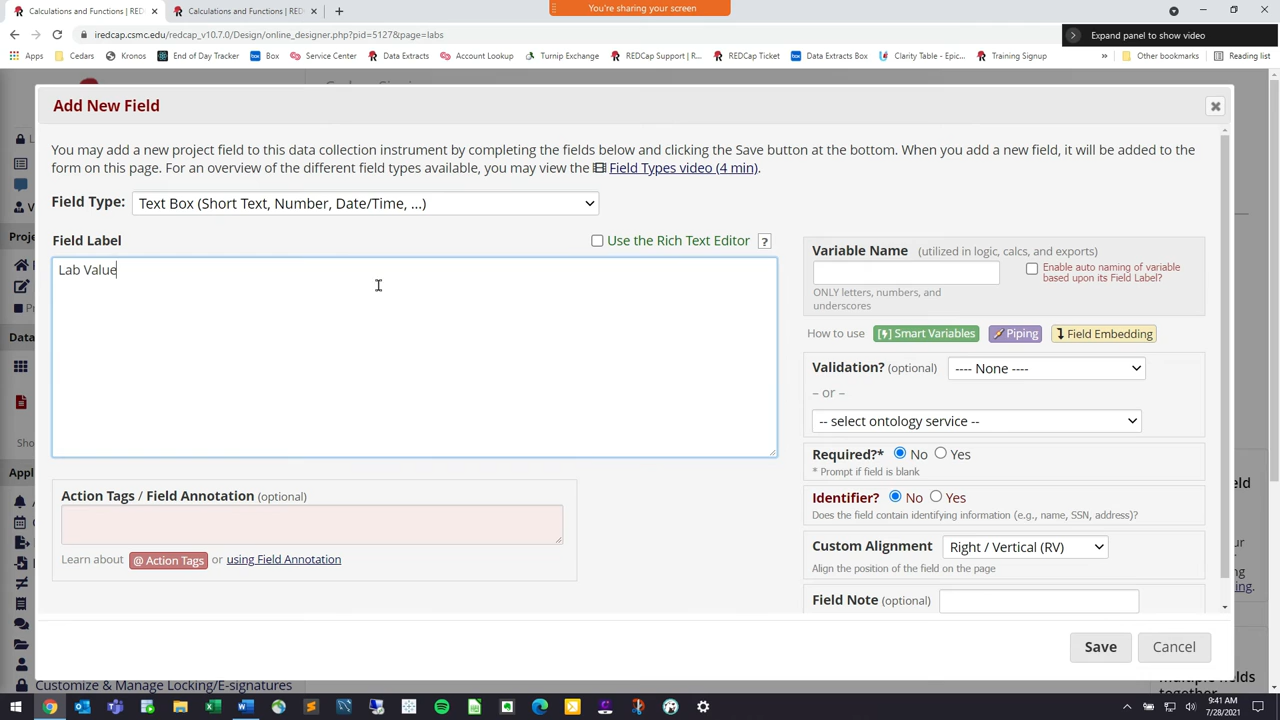 Calculations and Functions | RED
Calculations and Functions | RED
You're sharing your screen
iredcap.csmc.edu/redcap_v10.7.0/Design/online_designer.php?pid=5127&page=labs
Expand panel to show video
Apps
Cedars
Kronos
End of Day Tracker
Box
Service Center
Data Extracts
Account Lookup
Turnip Exchange
REDCap Support | R...
REDCap Ticket
Data Extracts Box
Clarity Table - Epic...
Training Signup
Other bookmarks
Reading list
Add New Field
You may add a new project field to this data collection instrument by completing the fields below and clicking the Save button at the bottom. When you add a new field, it will be added to the
form on this page. For an overview of the different field types available, you may view the Field Types video (4 min).
Field Type: Text Box (Short Text, Number, Date/Time, ...)
Field Label
Use the Rich Text Editor ?
Lab Value
Variable Name (utilized in logic, calcs, and exports)
Enable auto naming of variable
based upon its Field Label?
ONLY letters, numbers, and
underscores
How to use Smart Variables Piping Field Embedding
Validation? (optional) ---- None ----
– or –
-- select ontology service --
Required?* No Yes
* Prompt if field is blank
Identifier? No Yes
Does the field contain identifying information (e.g., name, SSN, address)?
Custom Alignment Right / Vertical (RV)
Align the position of the field on the page
Field Note (optional)
Action Tags / Field Annotation (optional)
Learn about @ Action Tags or using Field Annotation
Save
Cancel
Proje
Data
Sho
Appl
eld
ur
ng
ing.
Customize & Manage Locking/E-signatures
multiple fields
together
9:41 AM
7/28/2021